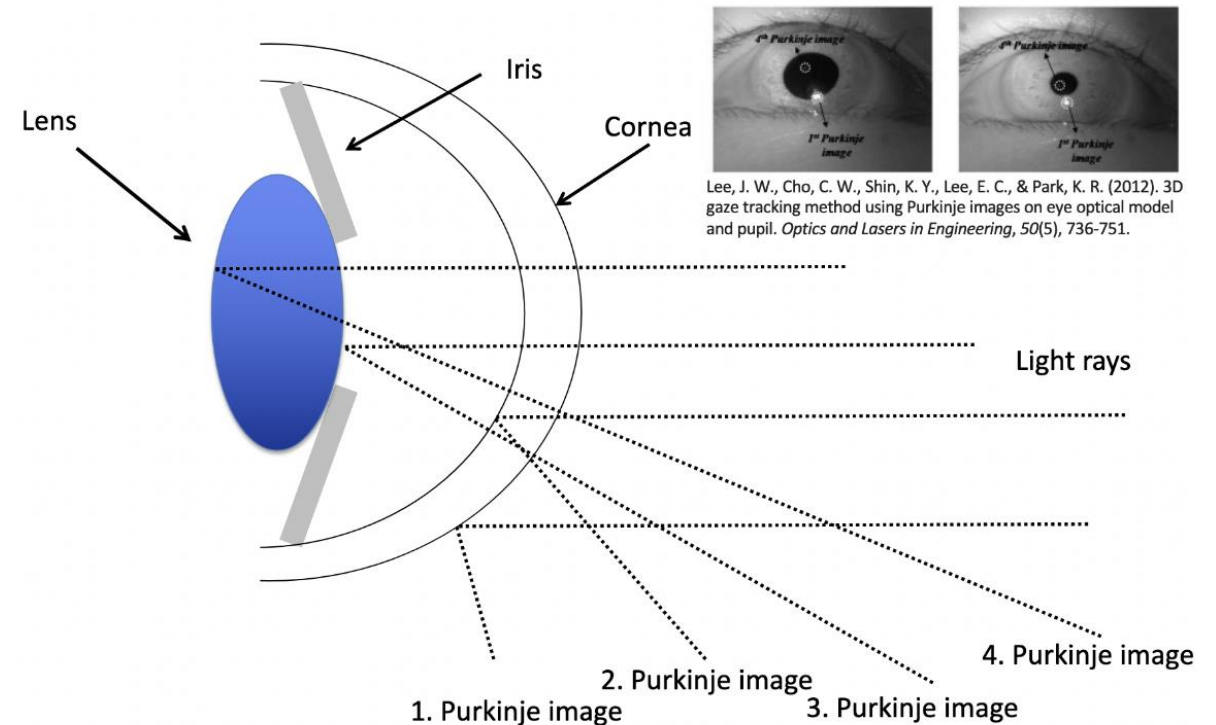 4th Purkinje image
1st Purkinje
image
4th Purkinje image
1st Purkinje
image
Iris
Lens
Cornea
Lee, J. W., Cho, C. W., Shin, K. Y., Lee, E. C., & Park, K. R. (2012). 3D
gaze tracking method using Purkinje images on eye optical model
and pupil. Optics and Lasers in Engineering, 50(5), 736-751.
Light rays
4. Purkinje image
2. Purkinje image
3. Purkinje image
1. Purkinje image